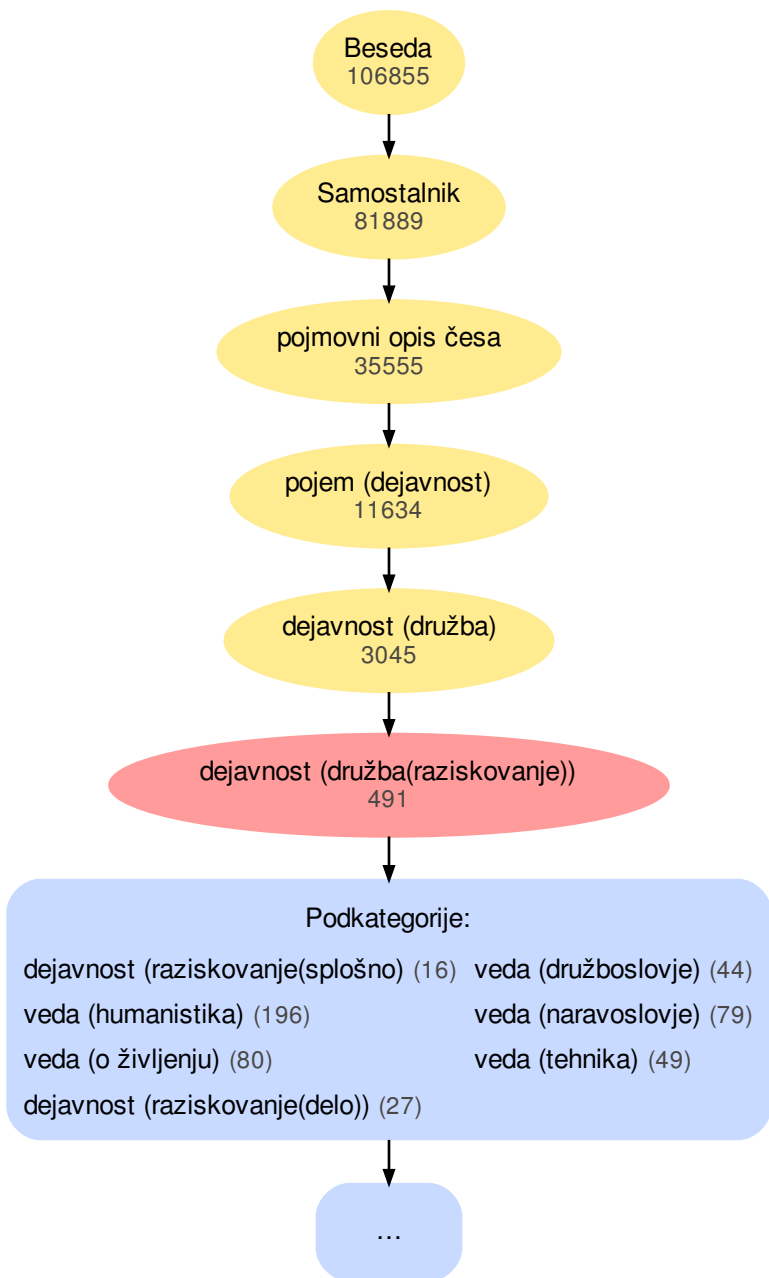 Beseda
106855
Samostalnik
81889
pojmovni opis česa
35555
pojem (dejavnost)
11634
dejavnost (družba)
3045
dejavnost (družba(raziskovanje))
491
Podkategorije:
dejavnost (raziskovanje(splošno) (16) veda (družboslovje) (44)
veda (humanistika) (196) veda (naravoslovje) (79)
veda (o življenju) (80) veda (tehnika) (49)
dejavnost (raziskovanje(delo)) (27)
...